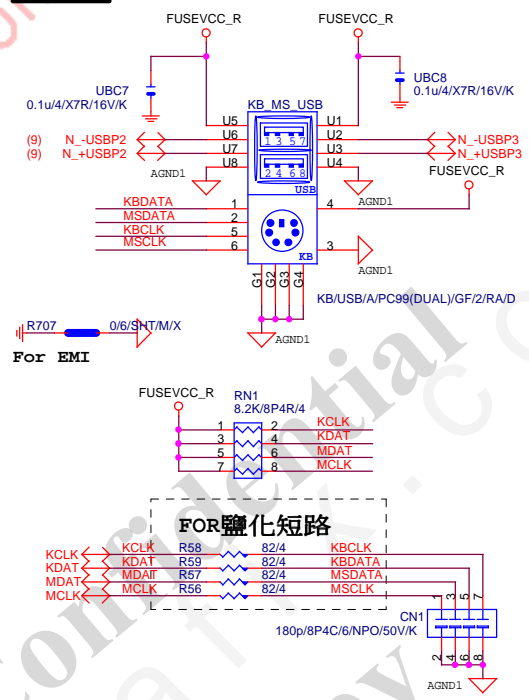 FUSEVCC_R FUSEVCC_R
UBC7
0.1u/4/X7R/16V/K
UBC8
0.1u/4/X7R/16V/K
KB_MS_USB
U5 U1
(9) N_-USBP2 U6 U2 N_-USBP3
(9) N_+USBP2 U7 U3 N_+USBP3
U8 U4
1 3 5 7
2 4 6 8
USB
AGND1 AGND1
FUSEVCC_R
KBDATA 1 4
MSDATA 2
KBCLK 5
MSCLK 6 3
KB
AGND1
G1 G2 G3 G4
KB/USB/A/PC99(DUAL)/GF/2/RA/D
AGND1
R707 0/6/SHT/M/X
For EMI
FUSEVCC_R
RN1
8.2K/8P4R/4
1 2 KCLK
3 4 KDAT
5 6 MDAT
7 8 MCLK
FOR鹽化短路
KCLK KCLK R58 82/4 KBCLK
KDAT KDAT R59 82/4 KBDATA
MDAT MDAT R57 82/4 MSDATA
MCLK MCLK R56 82/4 MSCLK
1 3 5 7
CN1
180p/8P4C/6/NPO/50V/K
2 4 6 8
AGND1
Confidential